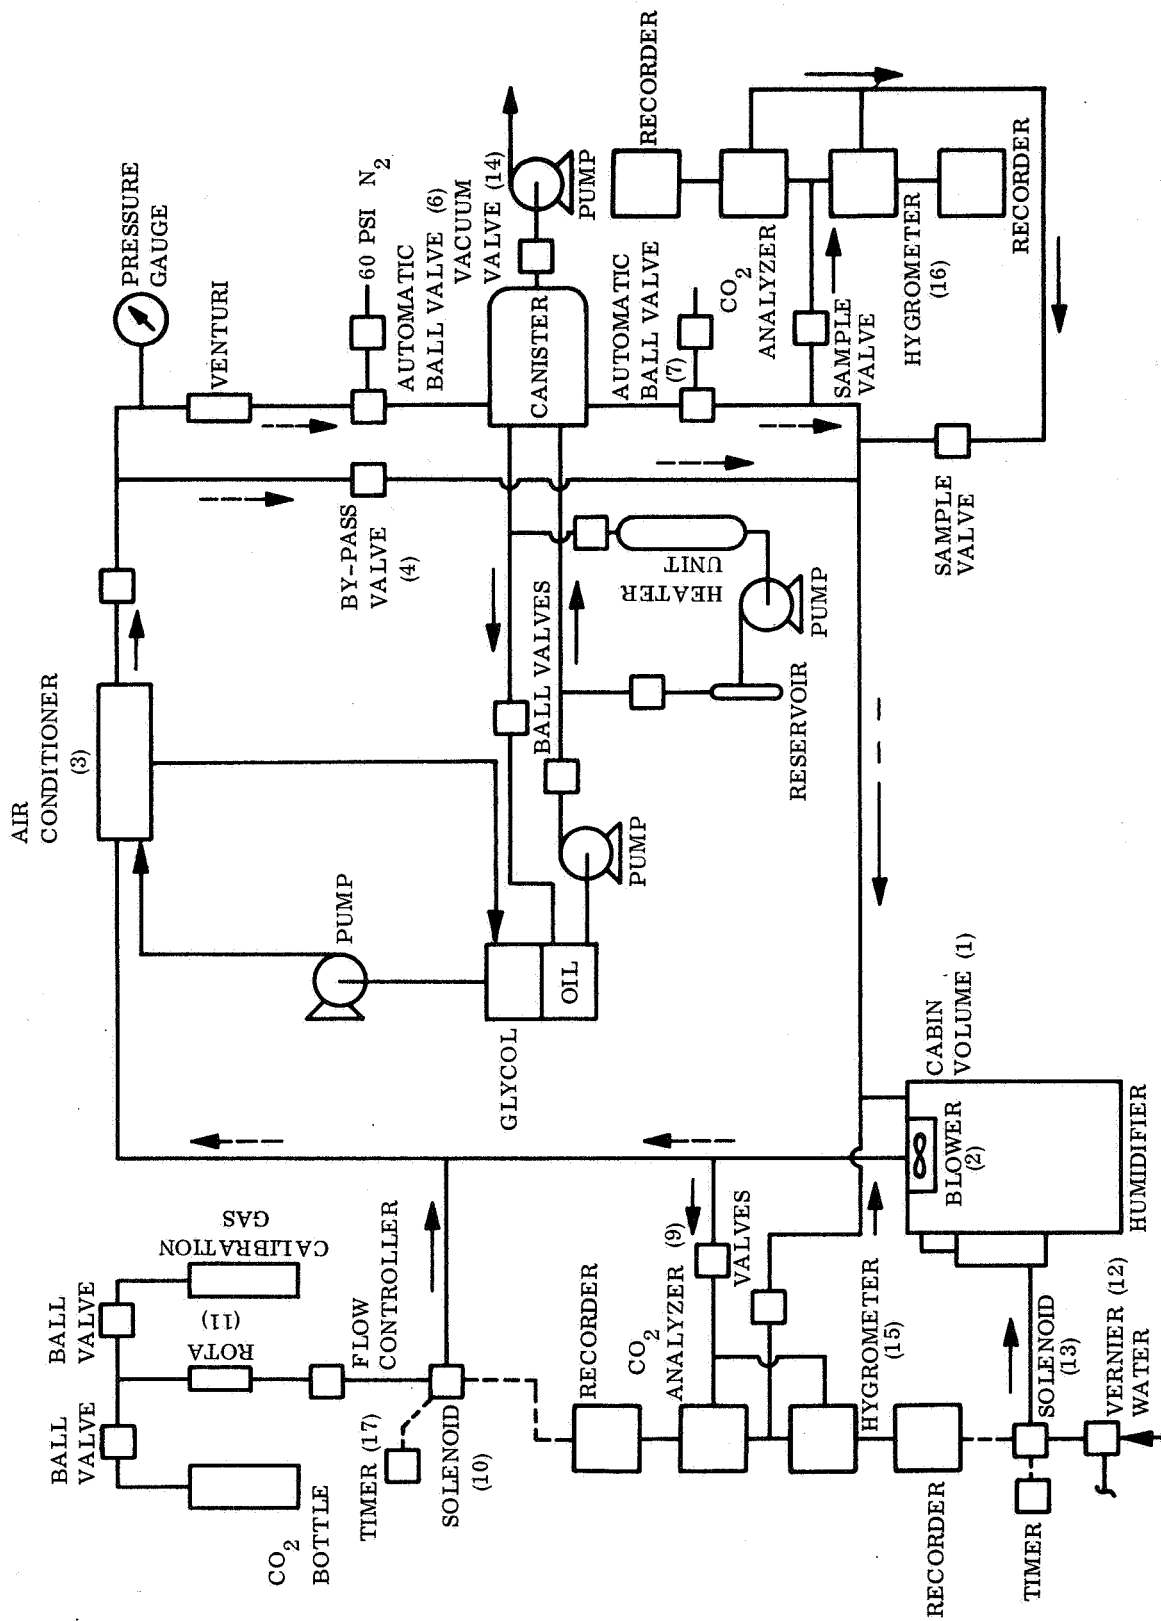 AIR
CONDITIONER
(3)
PRESSURE
GAUGE
VENTURI
60 PSI N2
AUTOMATIC
BALL VALVE (6)
VACUUM
VALVE (14)
PUMP
BY-PASS
VALVE
(4)
CANISTER
AUTOMATIC
BALL VALVE
(7)
CO2
ANALYZER
RECORDER
SAMPLE
VALVE
HYGROMETER
(16)
RECORDER
SAMPLE
VALVE
BALL VALVES
HEATER
UNIT
PUMP
RESERVOIR
PUMP
PUMP
GLYCOL
OIL
BALL
VALVE
BALL
VALVE
CALIBRATION
GAS
ROTA
(11)
CO2
BOTTLE
FLOW
CONTROLLER
TIMER (17)
SOLENOID
(10)
RECORDER
CO2
ANALYZER (9)
VALVES
HYGROMETER
(15)
RECORDER
CABIN
VOLUME (1)
BLOWER
(2)
HUMIDIFIER
SOLENOID
(13)
TIMER
VERNIER (12)
WATER